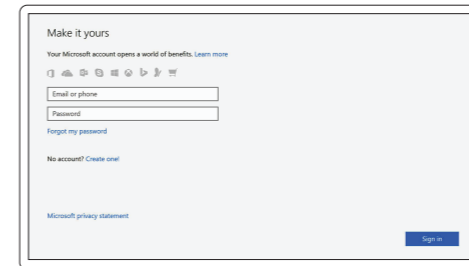 Make it yours
Your Microsoft account opens a world of benefits. Learn more
Email or phone
Password
Forgot my password
No account? Create one!
Microsoft privacy statement
Sign in